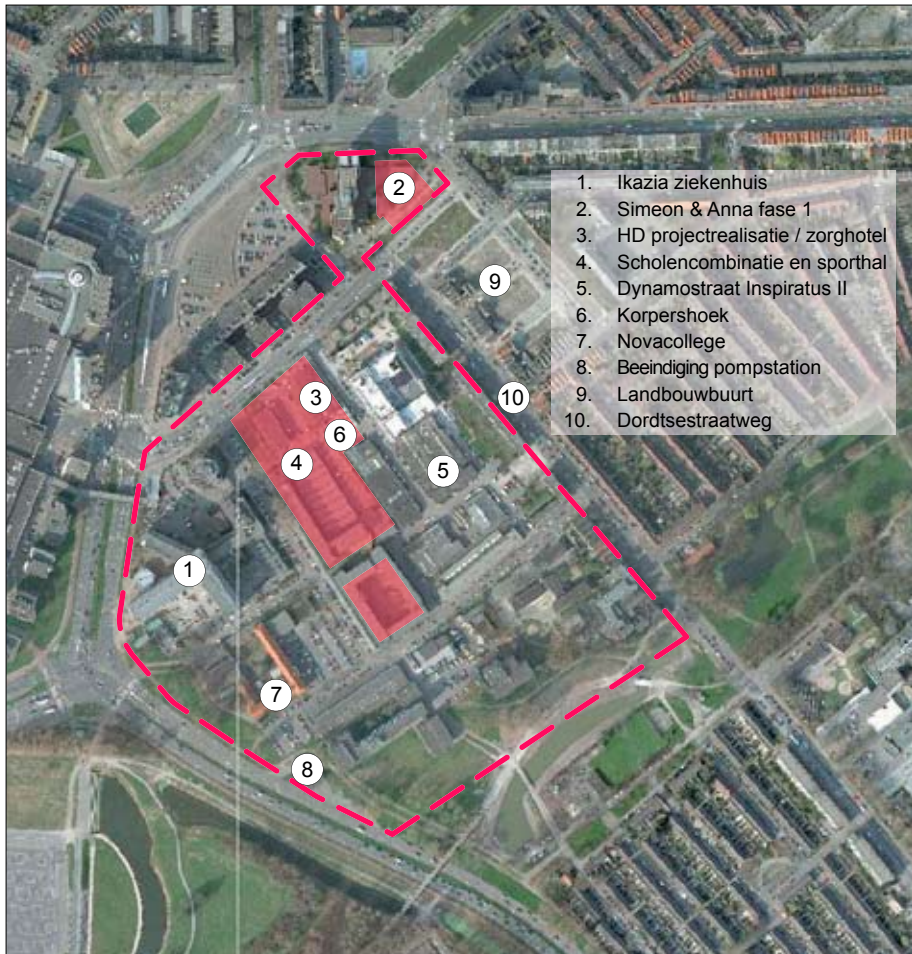 2
1. Ikazia ziekenhuis
2. Simeon & Anna fase 1
3. HD projectrealisatie / zorghotel
4. Scholencombinatie en sporthal
5. Dynamostraat Inspiratus II
6. Korpershoek
7. Novacollege
8. Beeindiging pompstation
9. Landbouwbuurt
10. Dordtsestraatweg
9
3
10
6
4
5
1
7
8